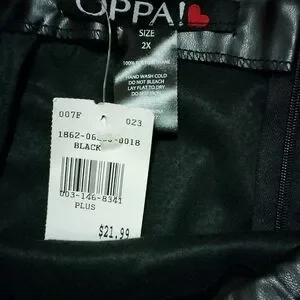 OPPA!
SIZE
2X
HAND WASH COLD
DO NOT BLEACH
LAY FLAT TO DRY
007F 023
BLACK
003-146-8341
PLUS
$21.99